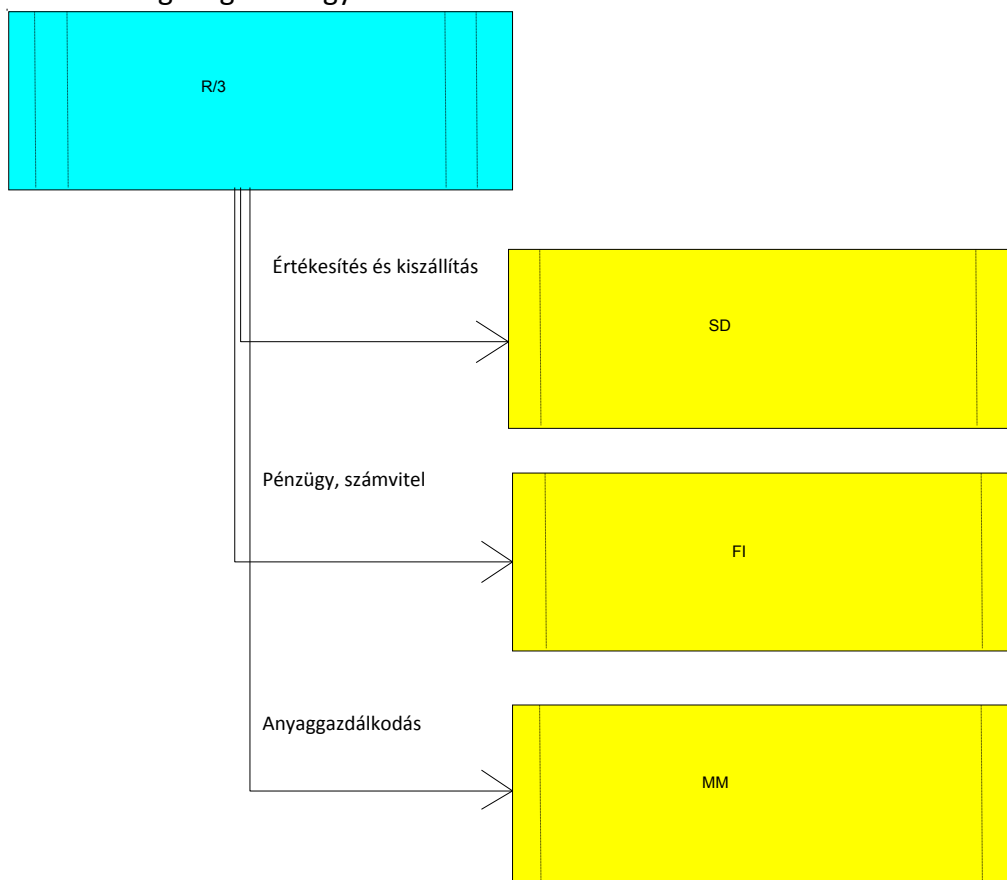 R/3
Értékesítés és kiszállítás
SD
Pénzügy, számvitel
FI
Anyaggazdálkodás
MM